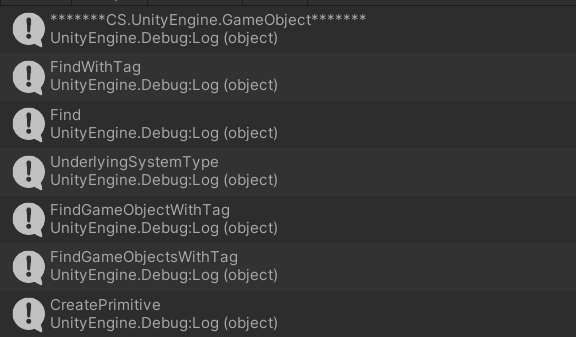 *******CS.UnityEngine.GameObject*******
UnityEngine.Debug:Log (object)
FindWithTag
UnityEngine.Debug:Log (object)
Find
UnityEngine.Debug:Log (object)
UnderlyingSystemType
UnityEngine.Debug:Log (object)
FindGameObjectWithTag
UnityEngine.Debug:Log (object)
FindGameObjectsWithTag
UnityEngine.Debug:Log (object)
CreatePrimitive
UnityEngine.Debug:Log (object)